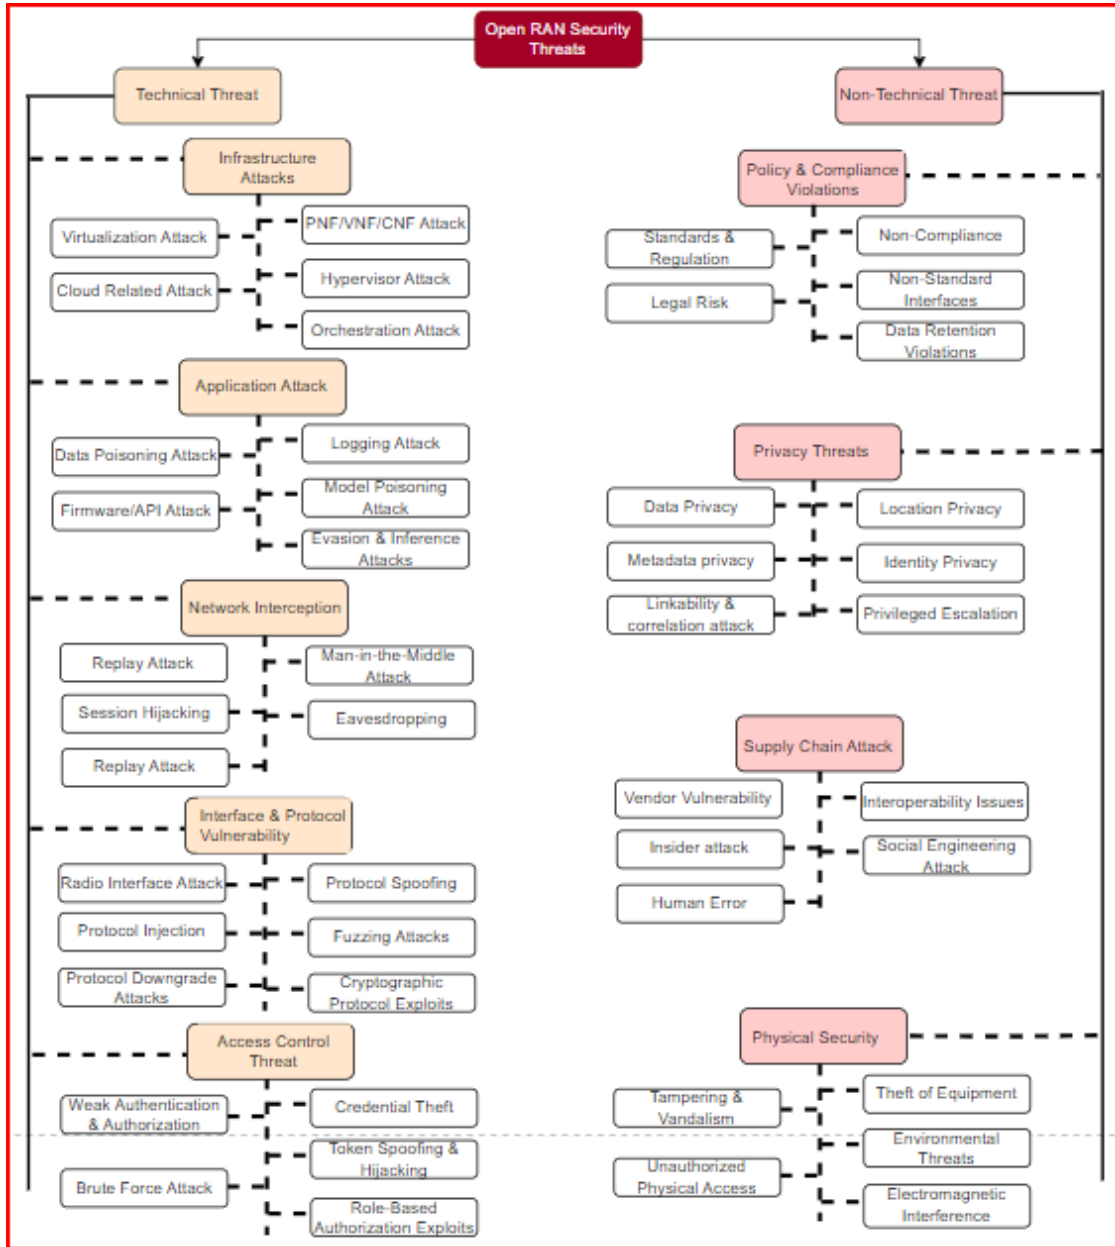 Open RAN Security
Threats
Technical Threat
Non-Technical Threat
Infrastructure
Attacks
Virtualization Attack
PNF/VNF/CNF Attack
Cloud Related Attack
Hypervisor Attack
Orchestration Attack
Application Attack
Data Poisoning Attack
Logging Attack
Firmware/API Attack
Model Poisoning
Attack
Evasion & Inference
Attacks
Network Interception
Replay Attack
Man-in-the-Middle
Attack
Session Hijacking
Eavesdropping
Replay Attack
Interface & Protocol
Vulnerability
Radio Interface Attack
Protocol Spoofing
Protocol Injection
Fuzzing Attacks
Protocol Downgrade
Attacks
Cryptographic
Protocol Exploits
Access Control
Threat
Weak Authentication
& Authorization
Credential Theft
Token Spoofing &
Hijacking
Brute Force Attack
Role-Based
Authorization Exploits
Policy & Compliance
Violations
Standards &
Regulation
Non-Compliance
Legal Risk
Non-Standard
Interfaces
Data Retention
Violations
Privacy Threats
Data Privacy
Location Privacy
Metadata privacy
Identity Privacy
Linkability &
correlation attack
Privileged Escalation
Supply Chain Attack
Vendor Vulnerability
Interoperability Issues
Insider attack
Social Engineering
Attack
Human Error
Physical Security
Tampering &
Vandalism
Theft of Equipment
Unauthorized
Physical Access
Environmental
Threats
Electromagnetic
Interference